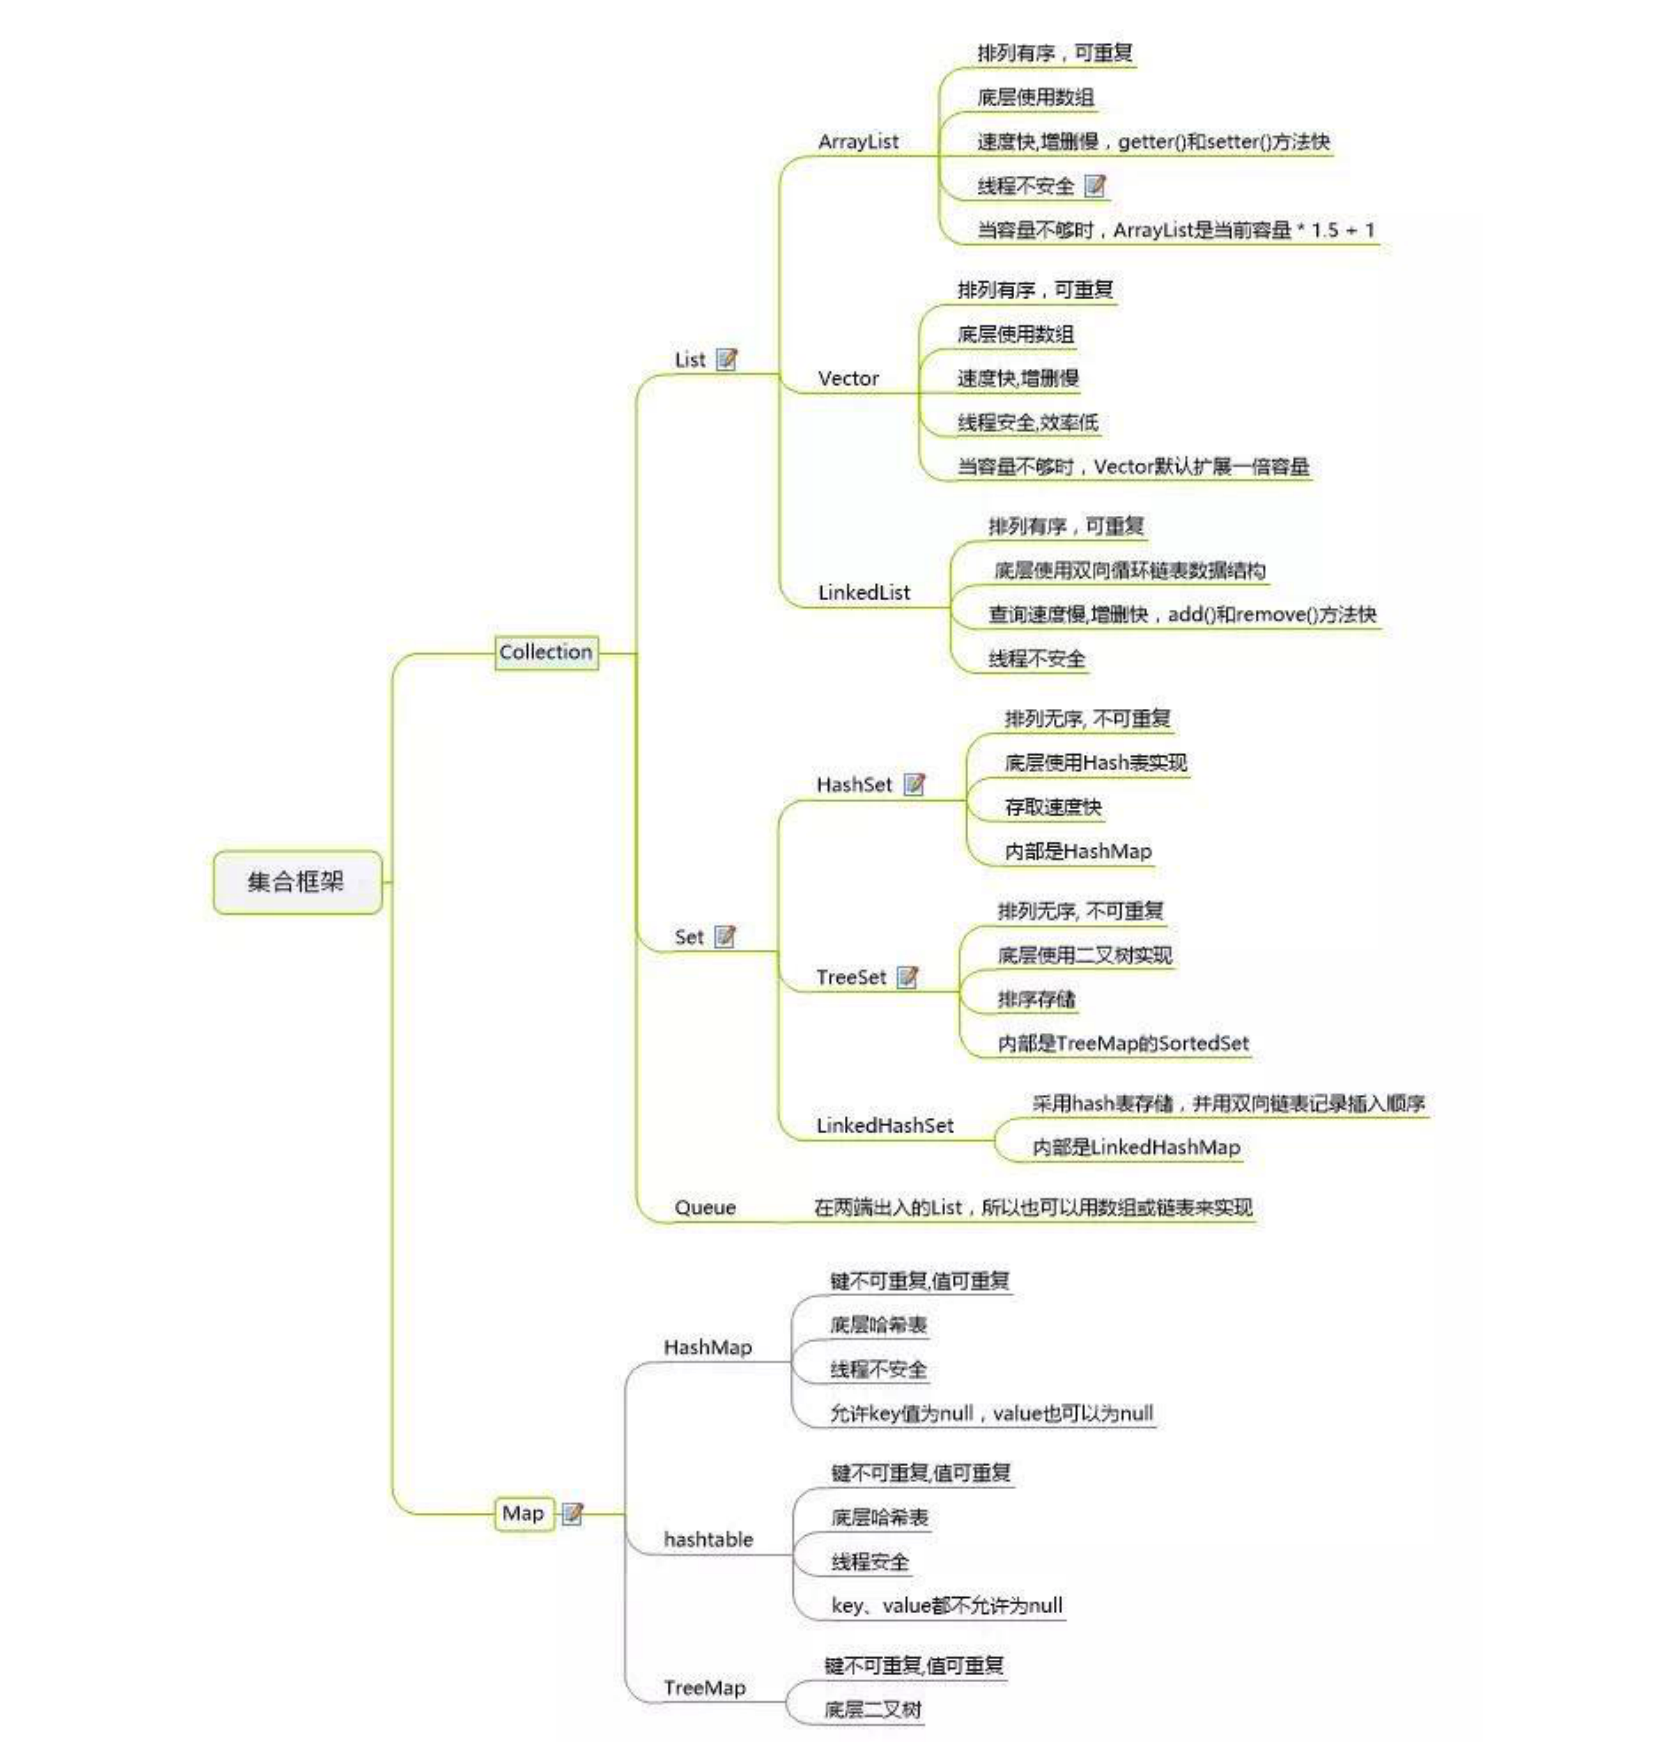 集合框架
Collection
List
ArrayList
排列有序，可重复
底层使用数组
速度快,增删慢，getter()和setter()方法快
线程不安全
当容量不够时，ArrayList是当前容量 * 1.5 + 1
Vector
排列有序，可重复
底层使用数组
速度快,增删慢
线程安全,效率低
当容量不够时，Vector默认扩展一倍容量
LinkedList
排列有序，可重复
底层使用双向循环链表数据结构
查询速度慢,增删快，add()和remove()方法快
线程不安全
Set
HashSet
排列无序, 不可重复
底层使用Hash表实现
存取速度快
内部是HashMap
TreeSet
排列无序, 不可重复
底层使用二叉树实现
排序存储
内部是TreeMap的SortedSet
LinkedHashSet
采用hash表存储，并用双向链表记录插入顺序
内部是LinkedHashMap
Queue
在两端出入的List，所以也可以用数组或链表来实现
Map
HashMap
键不可重复,值可重复
底层哈希表
线程不安全
允许key值为null，value也可以为null
hashtable
键不可重复,值可重复
底层哈希表
线程安全
key、value都不允许为null
TreeMap
键不可重复,值可重复
底层二叉树